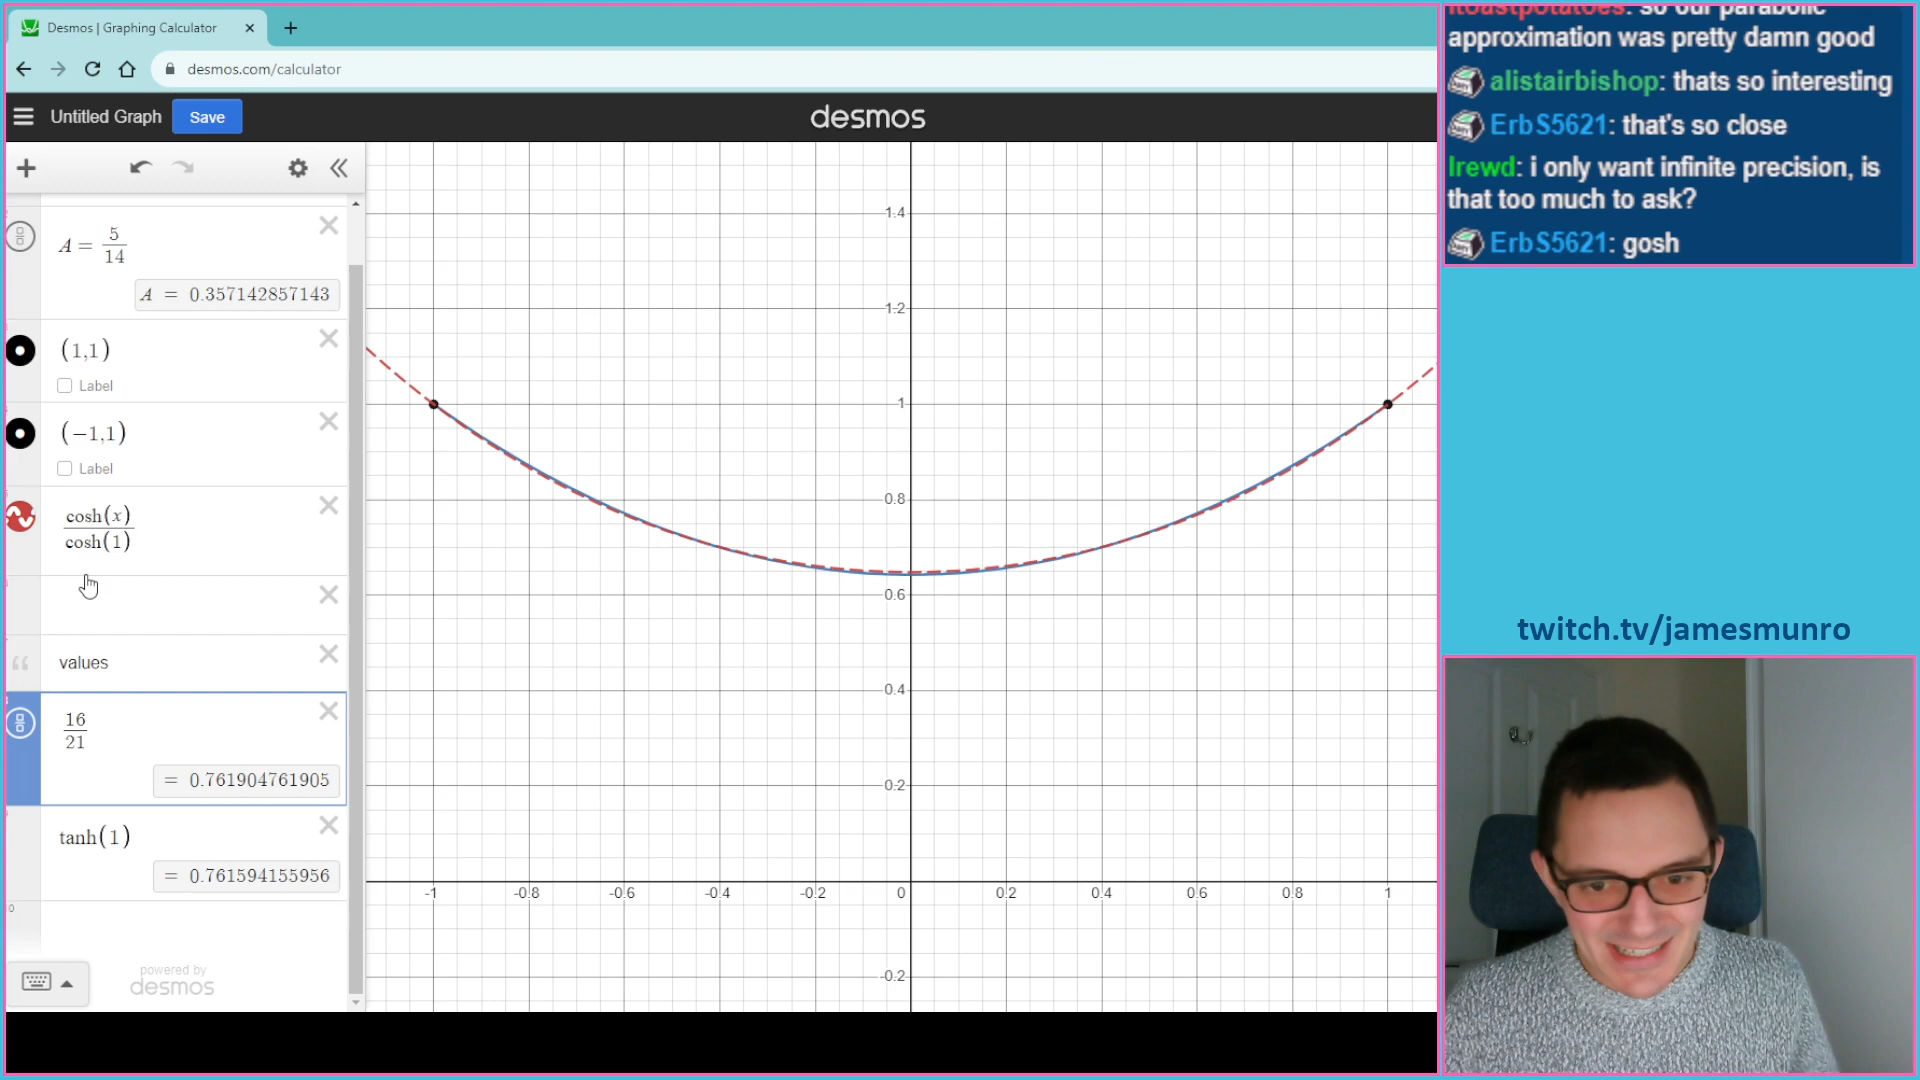 Desmos | Graphing Calculator
desmos.com/calculator
Untitled Graph
Save
desmos
A = 5/14
A = 0.357142857143
(1,1)
Label
(−1,1)
Label
cosh(x)
cosh(1)
values
16
21
= 0.761904761905
tanh(1)
= 0.761594155956
powered by
desmos
1.4
1.2
1
0.8
0.6
0.4
0.2
-0.2
-1 -0.8 -0.6 -0.4 -0.2 0 0.2 0.4 0.6 0.8 1
itoastpotatoes: so our parabolic
approximation was pretty damn good
alistairbishop: thats so interesting
ErbS5621: that's so close
lrewd: i only want infinite precision, is
that too much to ask?
ErbS5621: gosh
twitch.tv/jamesmunro